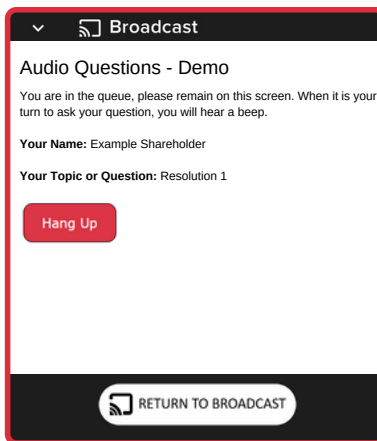 Broadcast
Audio Questions - Demo
You are in the queue, please remain on this screen. When it is your
turn to ask your question, you will hear a beep.
Your Name: Example Shareholder
Your Topic or Question: Resolution 1
Hang Up
RETURN TO BROADCAST